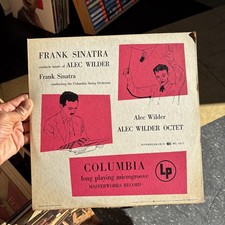 FRANK SINATRA
conducts music of ALEC WILDER
Frank Sinatra
conducting the Columbia String Orchestra
Alec Wilder
ALEC WILDER OCTET
COLUMBIA
long playing microgroove
MASTERWORKS RECORD
LP